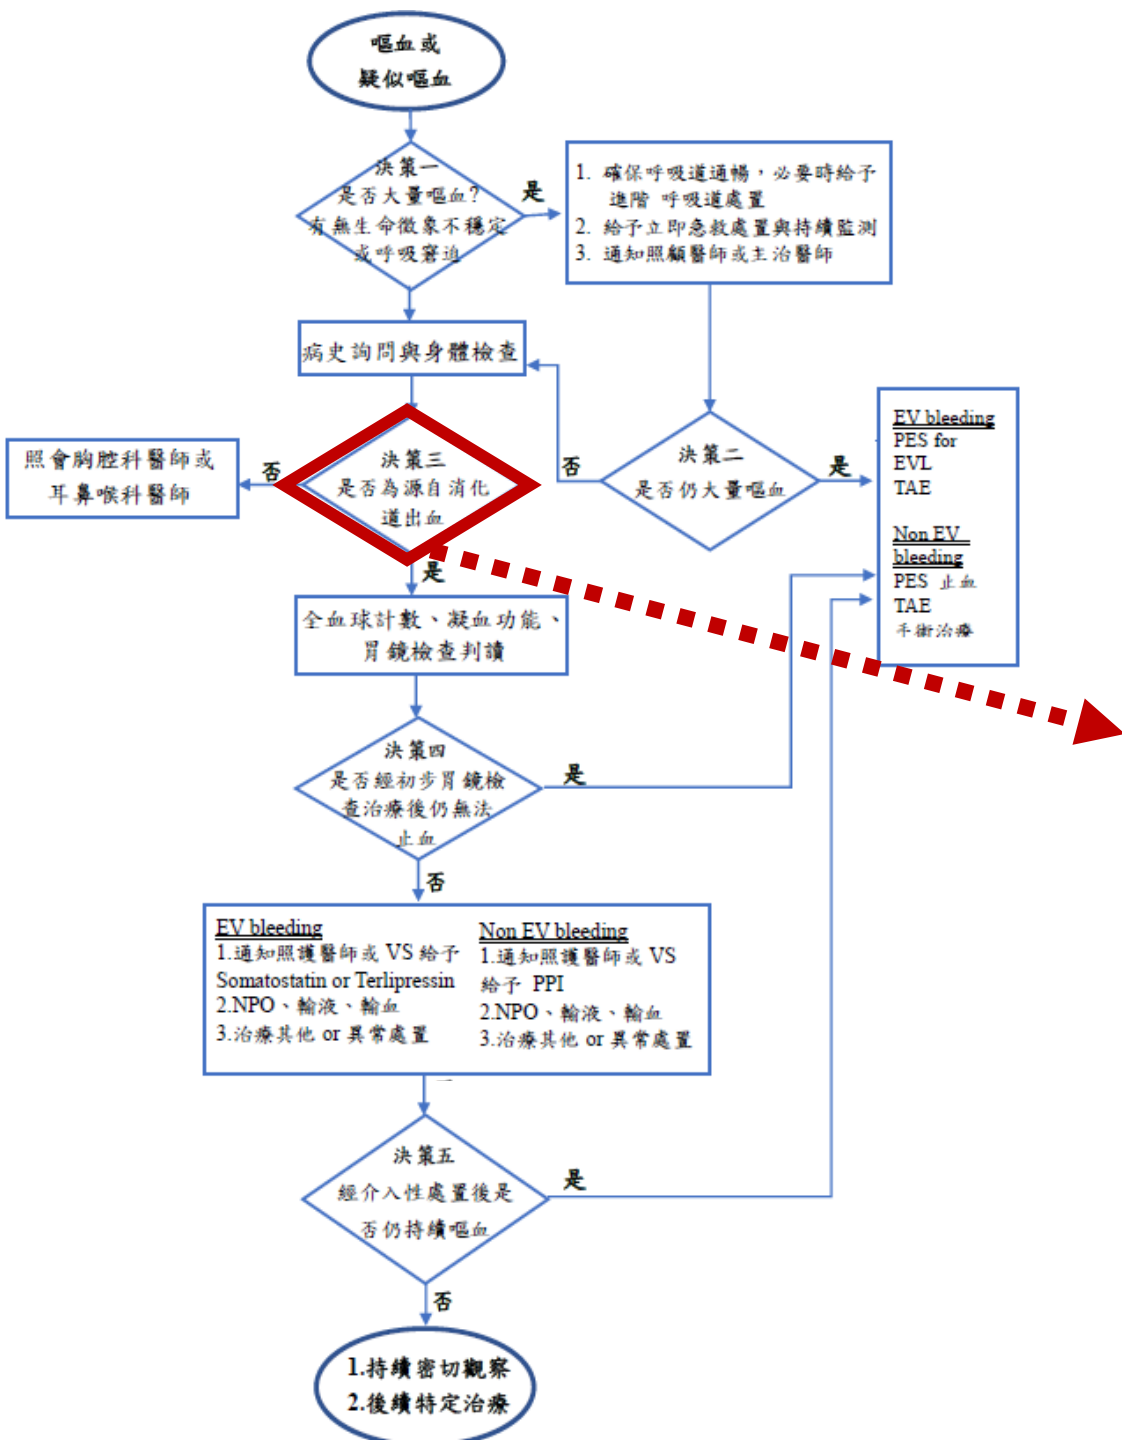 嘔血或
疑似嘔血
決策一
是否大量嘔血?
有無生命徵象不穩定
或呼吸窘迫
是
1. 確保呼吸道通暢，必要時給予
進階 呼吸道處置
2. 給予立即急救處置與持續監測
3. 通知照顧醫師或主治醫師
病史詢問與身體檢查
決策二
是否仍大量嘔血
否
是
EV bleeding
PES for
EVL
TAE
Non EV
bleeding
PES 止血
TAE
手術治療
決策三
是否為源自消化
道出血
否
照會胸腔科醫師或
耳鼻喉科醫師
是
全血球計數、凝血功能、
胃鏡檢查判讀
決策四
是否經初步胃鏡檢
查治療後仍無法
止血
是
否
EV bleeding
1.通知照護醫師或 VS 給予
Somatostatin or Terlipressin
2.NPO、輸液、輸血
3.治療其他 or 異常處置
Non EV bleeding
1.通知照護醫師或 VS
給予 PPI
2.NPO、輸液、輸血
3.治療其他 or 異常處置
決策五
經介入性處置後是
否仍持續嘔血
是
否
1.持續密切觀察
2.後續特定治療